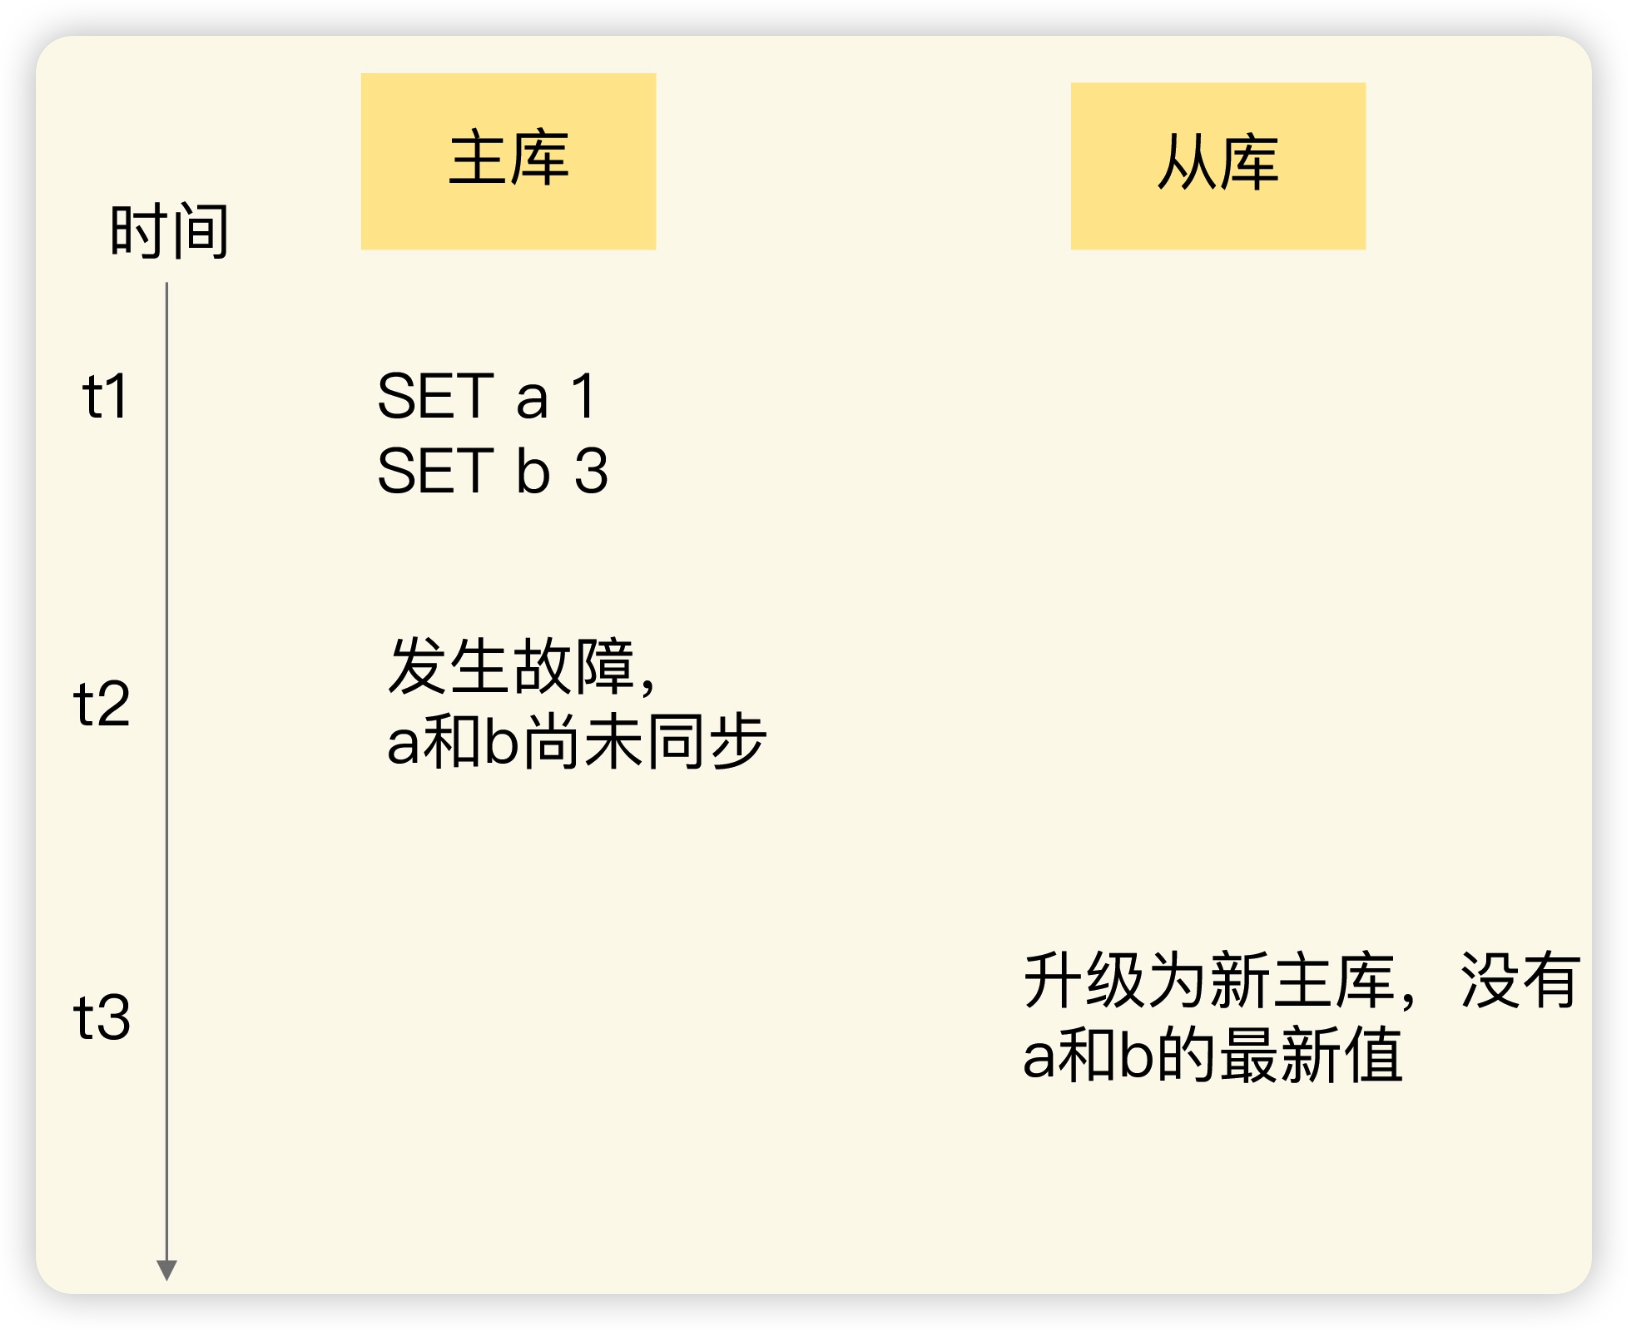 主库
从库
时间
t1
SET a 1
SET b 3
t2
发生故障，
a和b尚未同步
t3
升级为新主库，没有
a和b的最新值